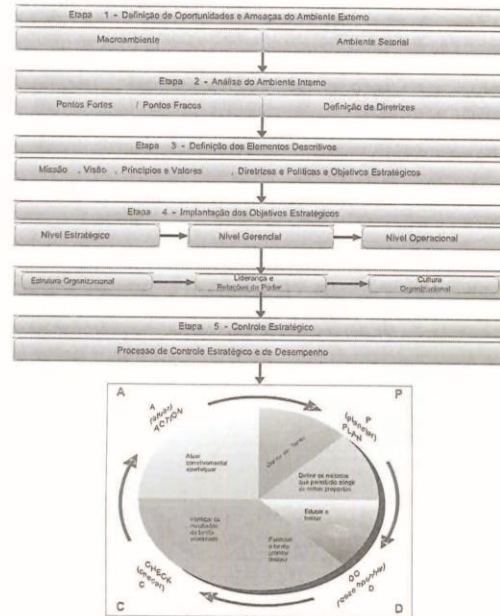 Etapa 1 - Definição de Oportunidades e Ameaças do Ambiente Externo
Macroambiente Ambiente Setorial
Etapa 2 - Análise do Ambiente Interno
Pontos Fortes / Pontos Fracos Definição de Diretrizes
Etapa 3 - Definição dos Elementos Descritivos
Missão , Visão , Princípios e Valores , Diretrizes e Políticas e Objetivos Estratégicos
Etapa 4 - Implantação dos Objetivos Estratégicos
Nível Estratégico Nível Gerencial Nível Operacional
Estrutura Organizacional Liderança e Cultura
Relações de Poder Organizacional
Etapa 5 - Controle Estratégico
Processo de Controle Estratégico e de Desempenho
A P
A
ACTION
P
(planejar)
PLAN
Atuar
corretivamente
Definir os métodos
que permitirão atingir
as metas propostas
Educar e
treinar
Executar
a tarefa
Verificar os
resultados
da tarefa
executada
CHECK
(checar)
C
DO
D
C D